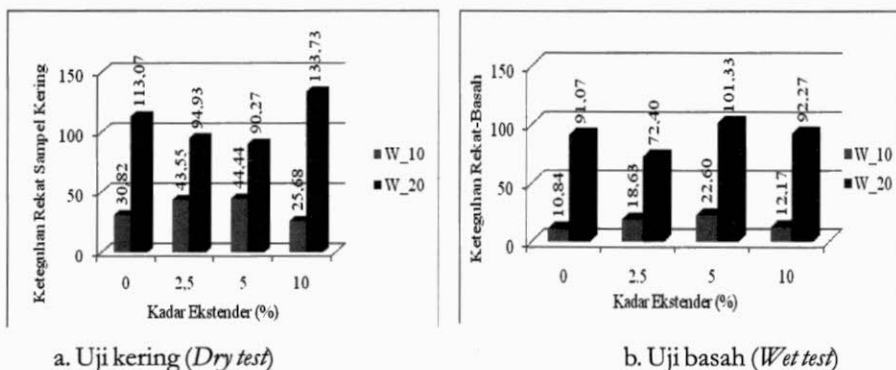 Keteguhan Rekat Sampel Kering
150
100
50
0
30,82
113,07
43,55
94,93
44,44
90,27
25,68
133,73
0 2,5 5 10
Kadar Ekstender (%)
W_10
W_20
a. Uji kering (Dry test)
Keteguhan Rekat-Basah
150
100
50
0
10,84
91,07
18,63
72,40
22,60
101,33
12,17
92,27
0 2.5 5 10
Kadar Ekstender (%)
W_10
W_20
b. Uji basah (Wet test)